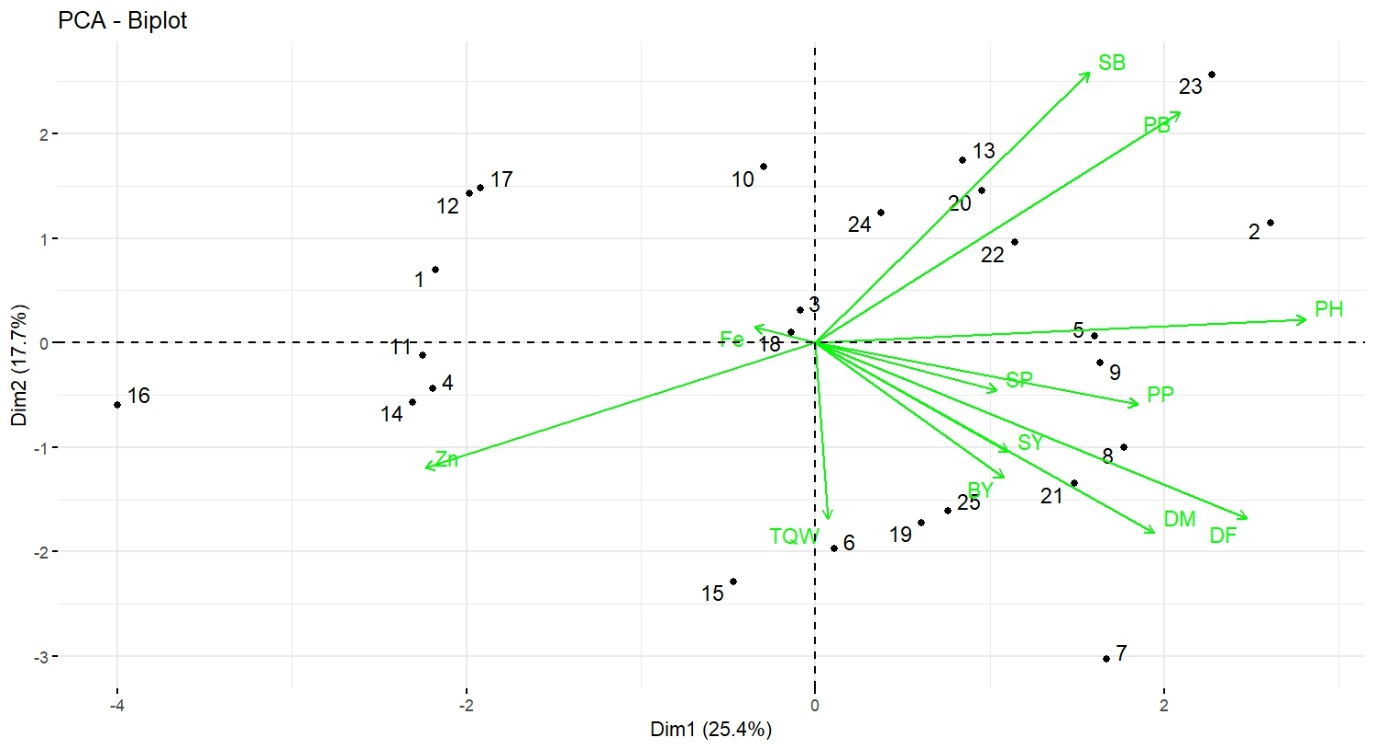 PCA - Biplot
SB
23
PB
2
13
10
17
20
12
24
2
22
1
1
3
PH
5
Fe
18
0
11
9
SP
4
PP
16
14
Dim2 (17.7%)
SY
-1
8
Zn
BY
21
25
DM
TQW
19
DF
6
-2
15
7
-3
-4
-2
0
2
Dim1 (25.4%)